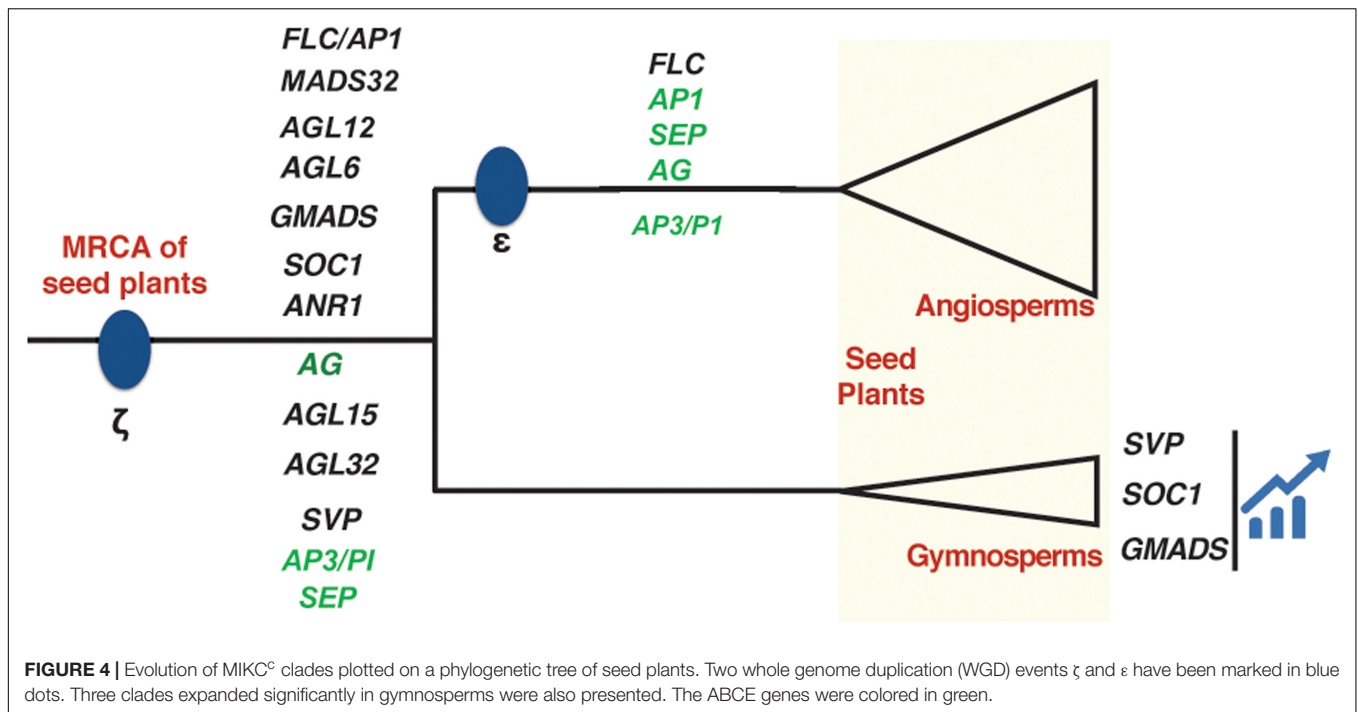 FLC/AP1
MADS32
AGL12
AGL6
GMADS
SOC1
ANR1
MRCA of
seed plants
ζ
AG
AGL15
AGL32
SVP
AP3/PI
SEP
ε
FLC
AP1
SEP
AG
AP3/P1
Angiosperms
Seed
Plants
Gymnosperms
SVP
SOC1
GMADS
FIGURE 4 | Evolution of MIKCᶜ clades plotted on a phylogenetic tree of seed plants. Two whole genome duplication (WGD) events ζ and ε have been marked in blue
dots. Three clades expanded significantly in gymnosperms were also presented. The ABCE genes were colored in green.